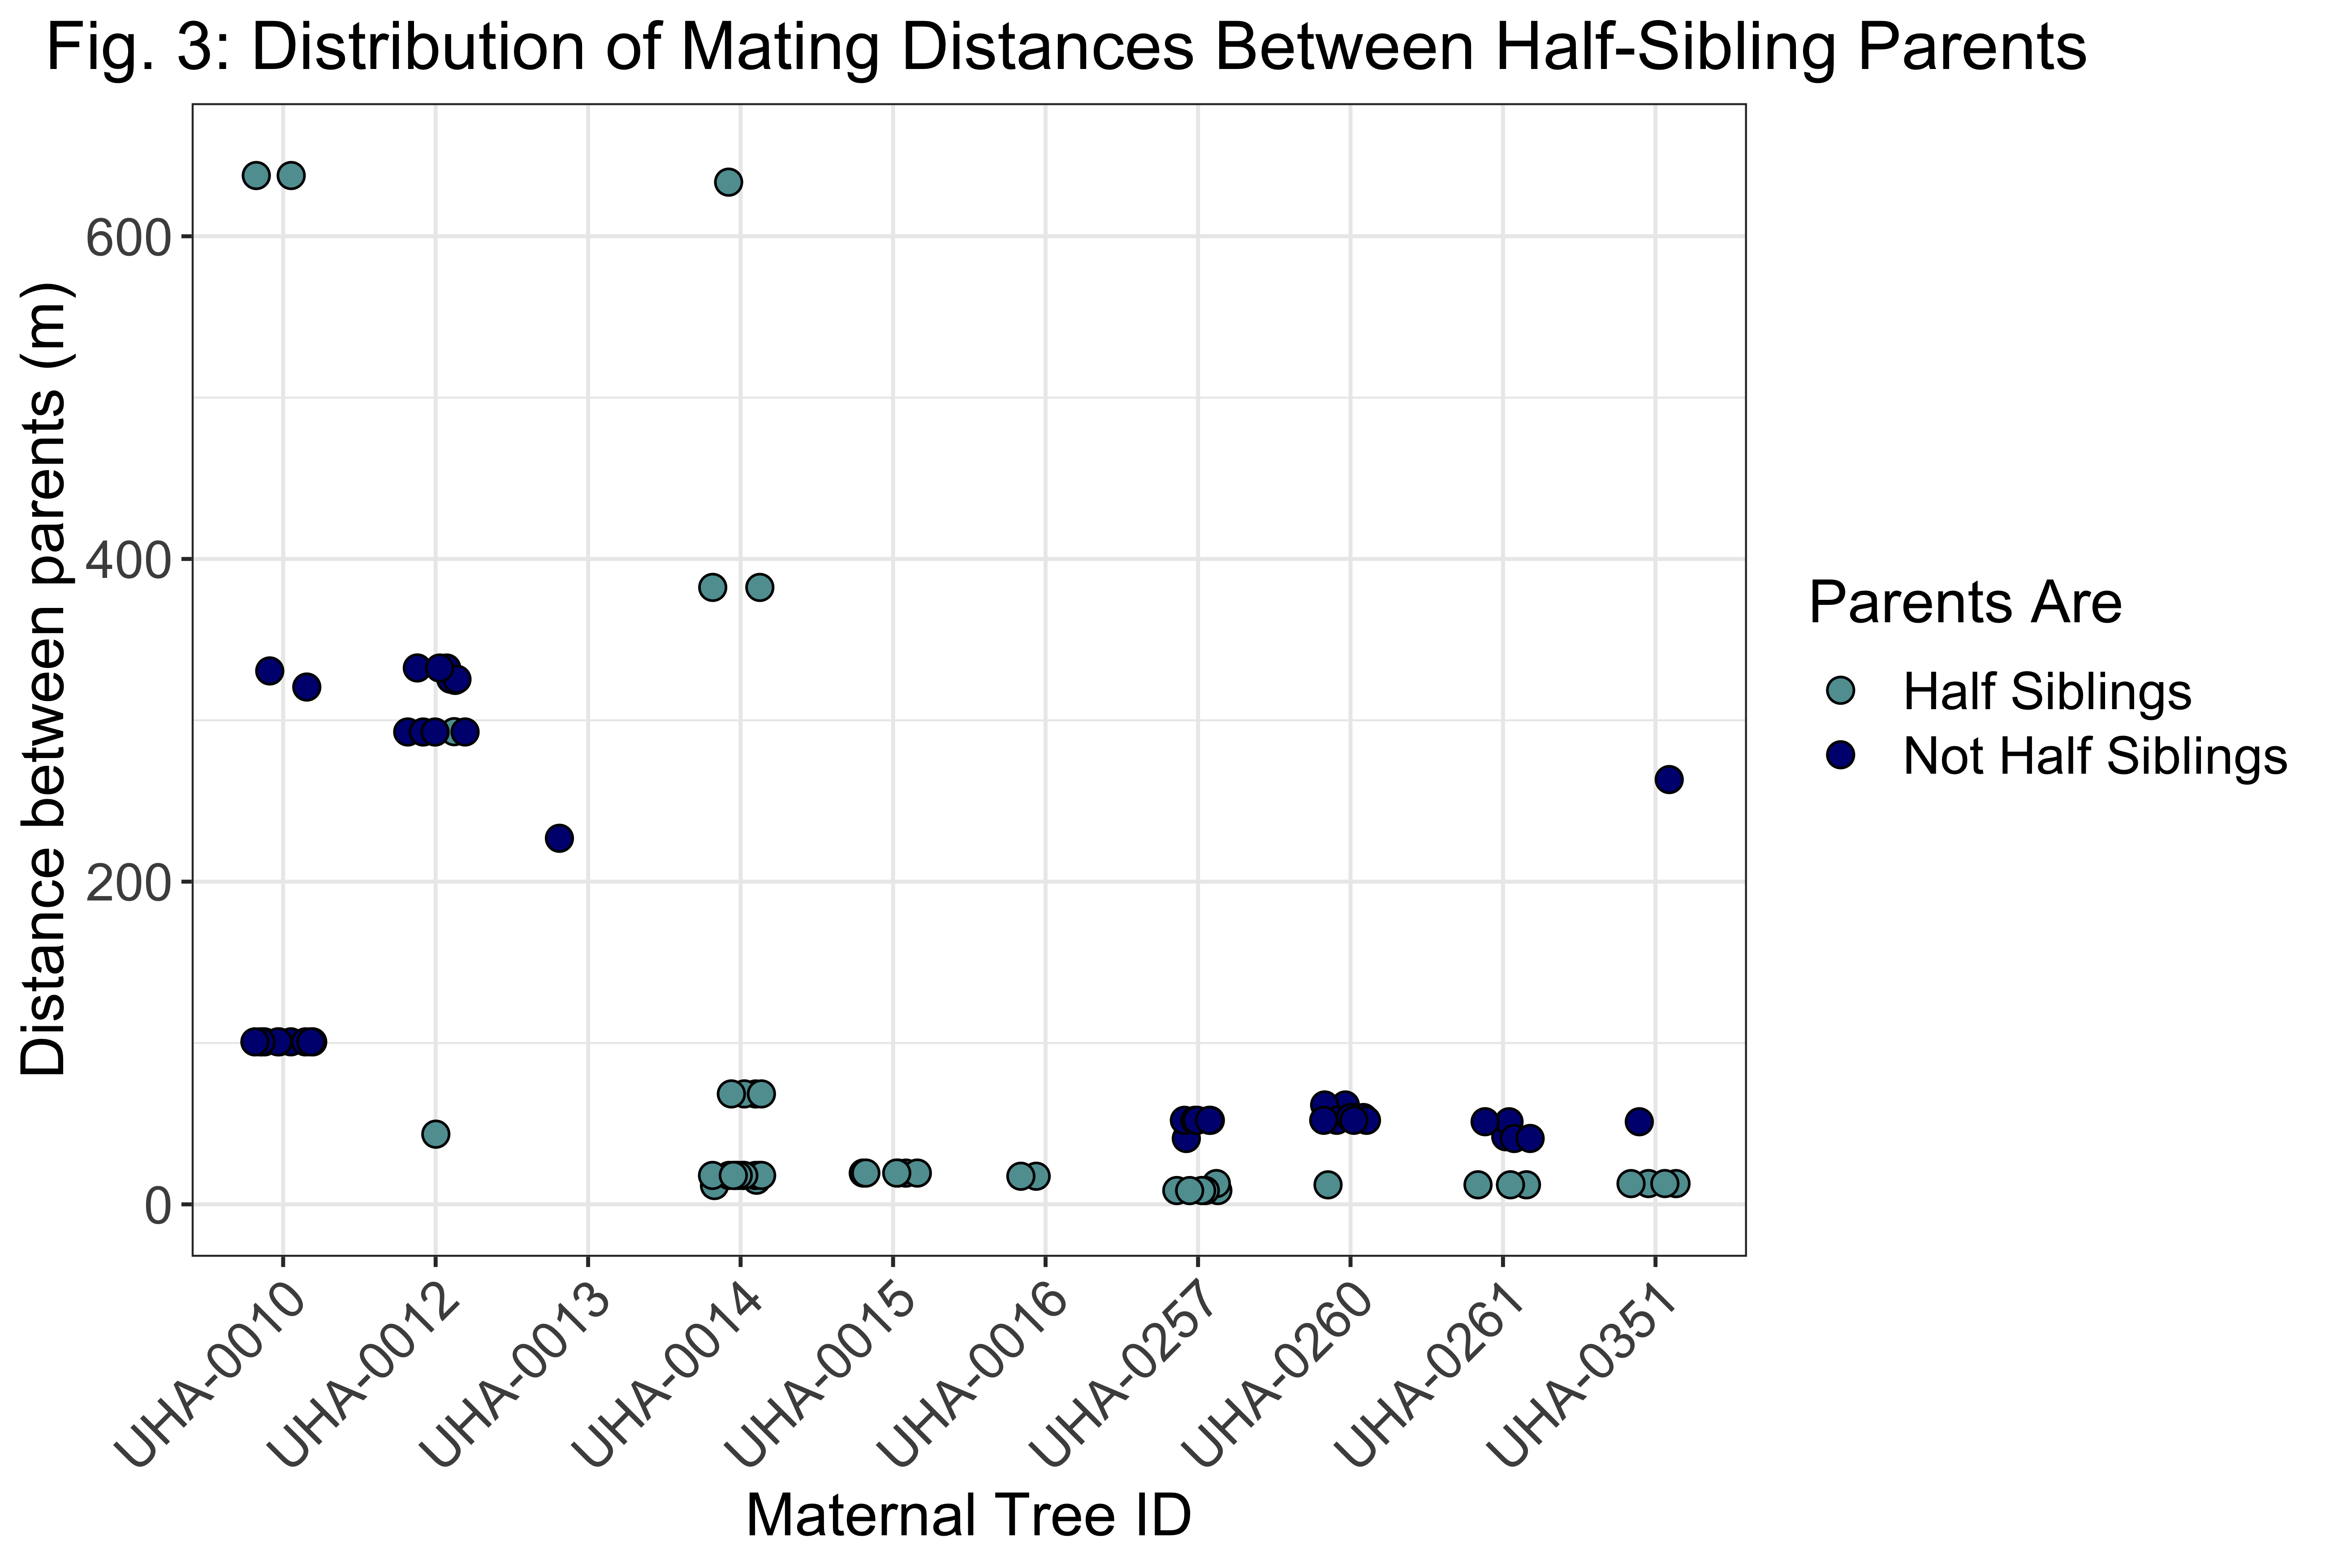 Fig. 3: Distribution of Mating Distances Between Half-Sibling Parents
Distance between parents (m)
600
400
200
0
UHA-0010
UHA-0012
UHA-0013
UHA-0014
UHA-0015
UHA-0016
UHA-0257
UHA-0260
UHA-0261
UHA-0351
Maternal Tree ID
Parents Are
Half Siblings
Not Half Siblings